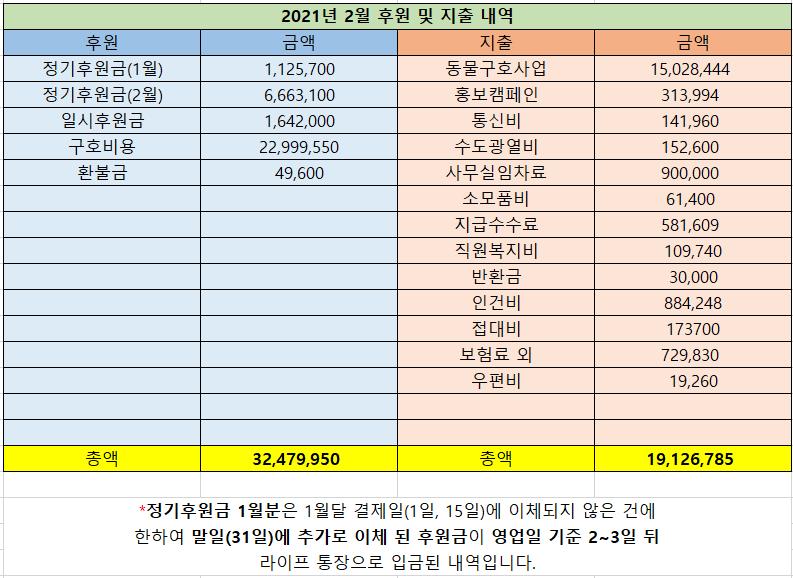 2021년 2월 후원 및 지출 내역
후원 금액 지출 금액
정기후원금(1월) 1,125,700 동물구호사업 15,028,444
정기후원금(2월) 6,663,100 홍보캠페인 313,994
일시후원금 1,642,000 통신비 141,960
구호비용 22,999,550 수도광열비 152,600
환불금 49,600 사무실임차료 900,000
소모품비 61,400
지급수수료 581,609
직원복지비 109,740
반환금 30,000
인건비 884,248
접대비 173700
보험료 외 729,830
우편비 19,260
총액 32,479,950 총액 19,126,785
*정기후원금 1월분은 1월달 결제일(1일, 15일)에 이체되지 않은 건에
한하여 말일(31일)에 추가로 이체 된 후원금이 영업일 기준 2~3일 뒤
라이프 통장으로 입금된 내역입니다.